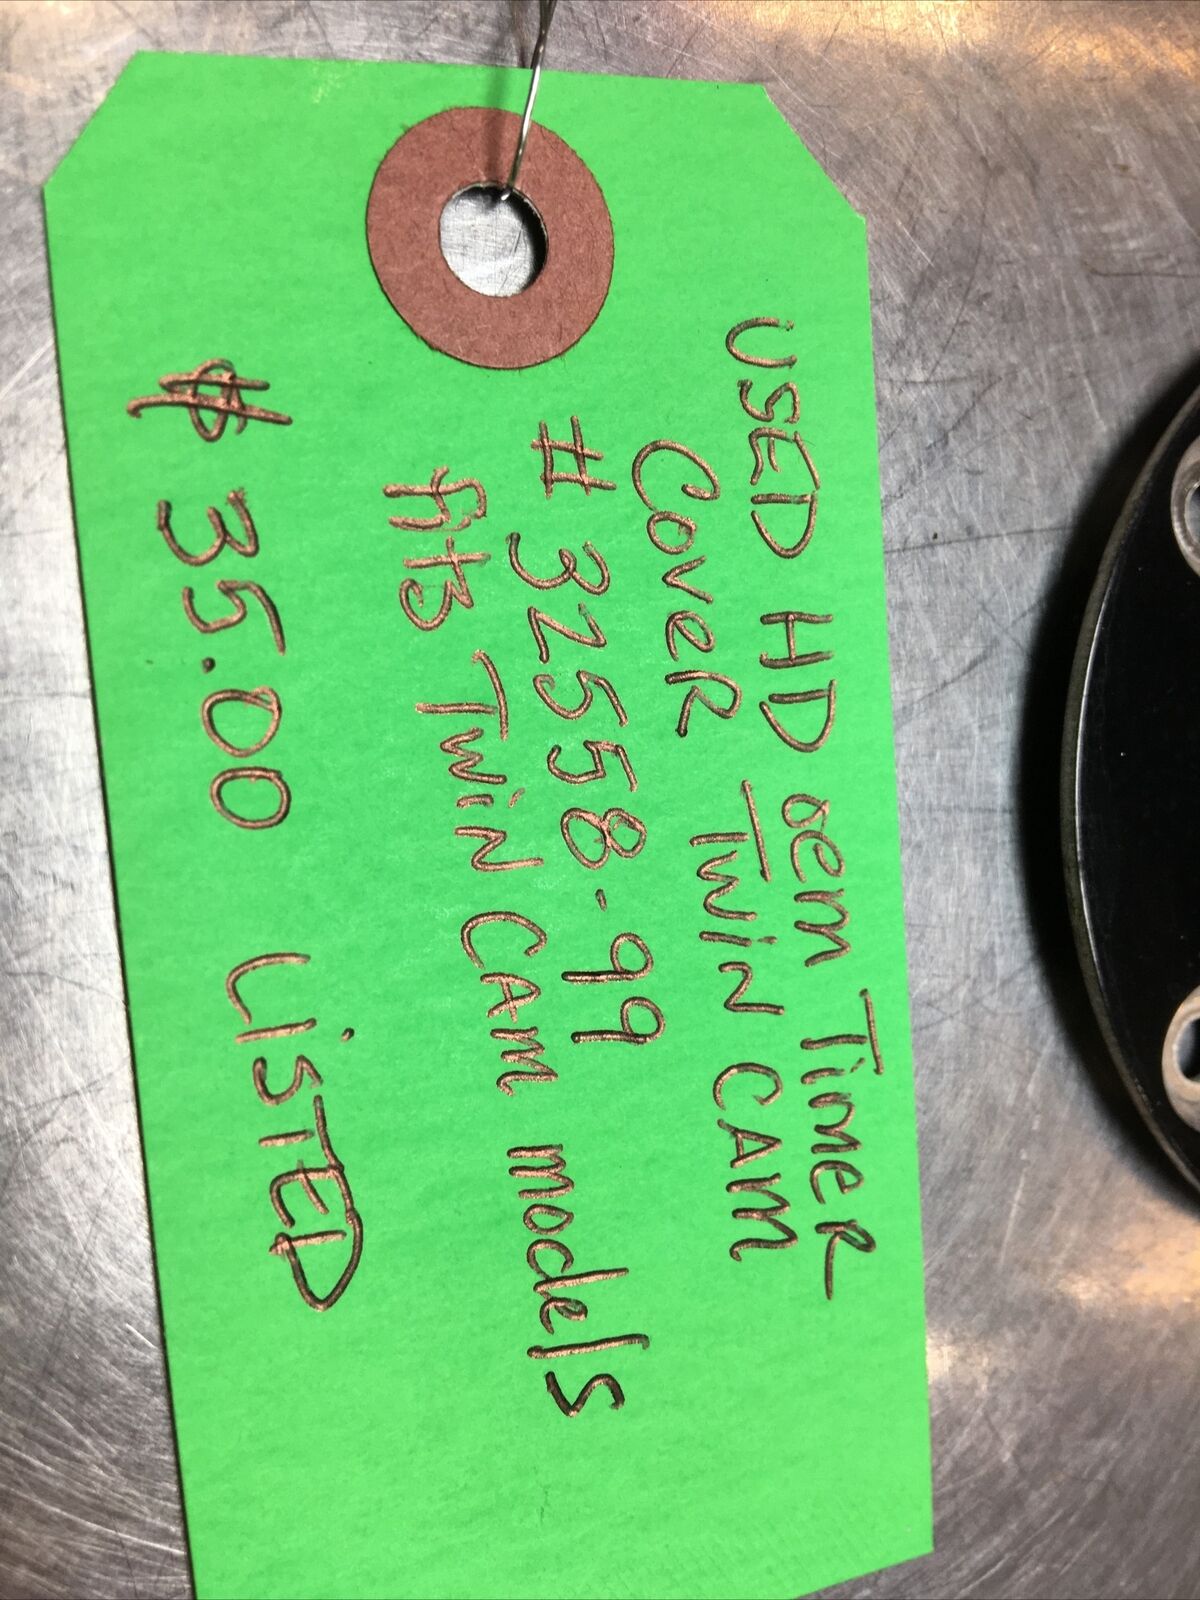 USED HD oem TimeR
CoveR Twin CAm
# 32558-99
fits Twin CAm models
$ 35.00 LiSTED